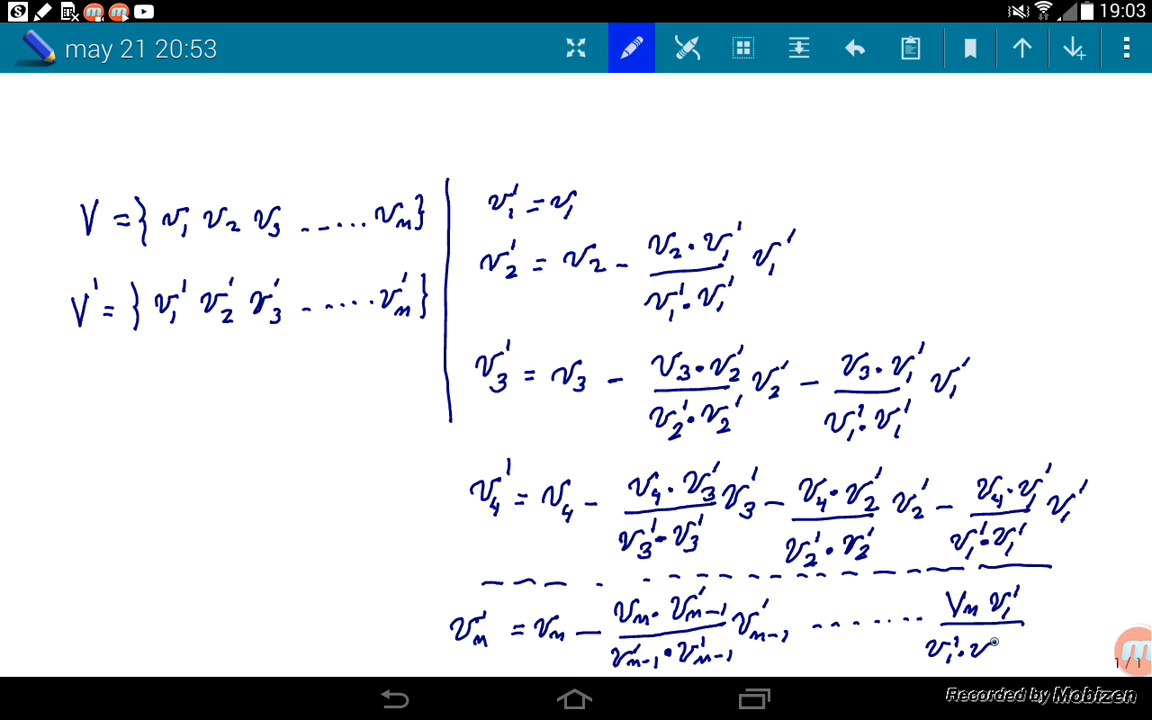 19:03
may 21 20:53
V = { v₁ v₂ v₃ ...... vₙ }
V' = { v₁' v₂' v₃' ...... vₙ' }
v₁' = v₁
v₂' = v₂ - (v₂ · v₁')/(v₁' · v₁') v₁'
v₃' = v₃ - (v₃ · v₂')/(v₂' · v₂') v₂' - (v₃ · v₁')/(v₁' · v₁') v₁'
v₄' = v₄ - (v₄ · v₃')/(v₃' · v₃') v₃' - (v₄ · v₂')/(v₂' · v₂') v₂' - (v₄ · v₁')/(v₁' · v₁') v₁'
vₙ' = vₙ - (vₙ · vₙ₋₁')/(vₙ₋₁' · vₙ₋₁') vₙ₋₁' ........ (Vₙ v₁')/(v₁' · v
1 / 1
Recorded by Mobizen